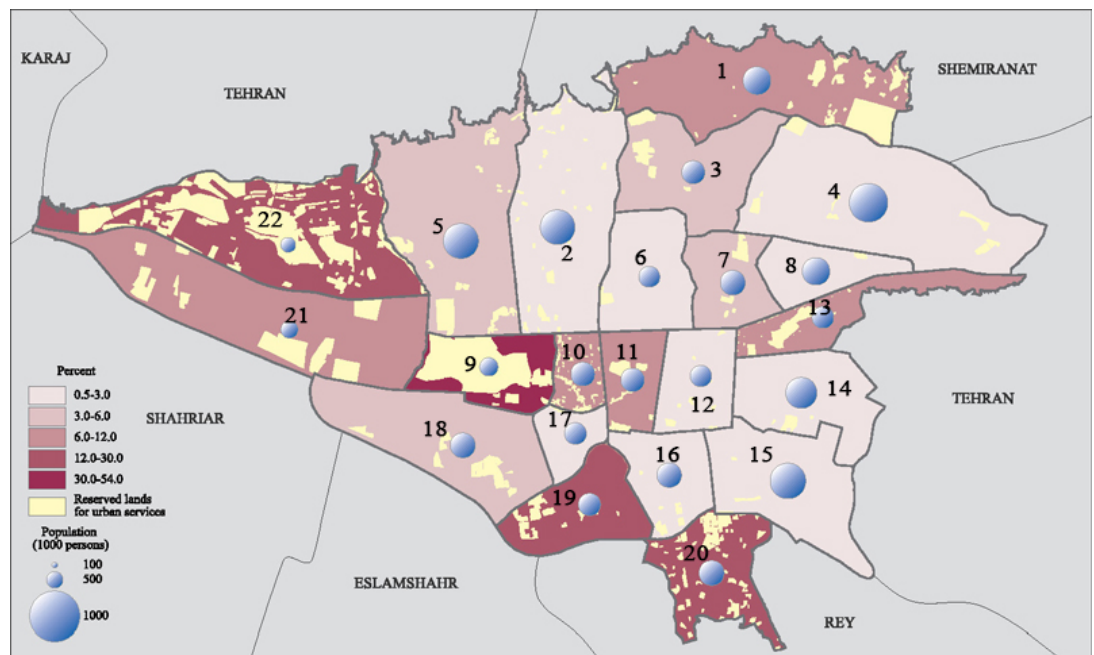 KARAJ
TEHRAN
SHEMIRANAT
1
3
4
22
5
2
6
7
8
21
13
9
10
11
12
14
SHAHRIAR
TEHRAN
18
17
16
15
19
20
ESLAMSHAHR
REY
Percent
0.5-3.0
3.0-6.0
6.0-12.0
12.0-30.0
30.0-54.0
Reserved lands
for urban services
Population
(1000 persons)
100
500
1000